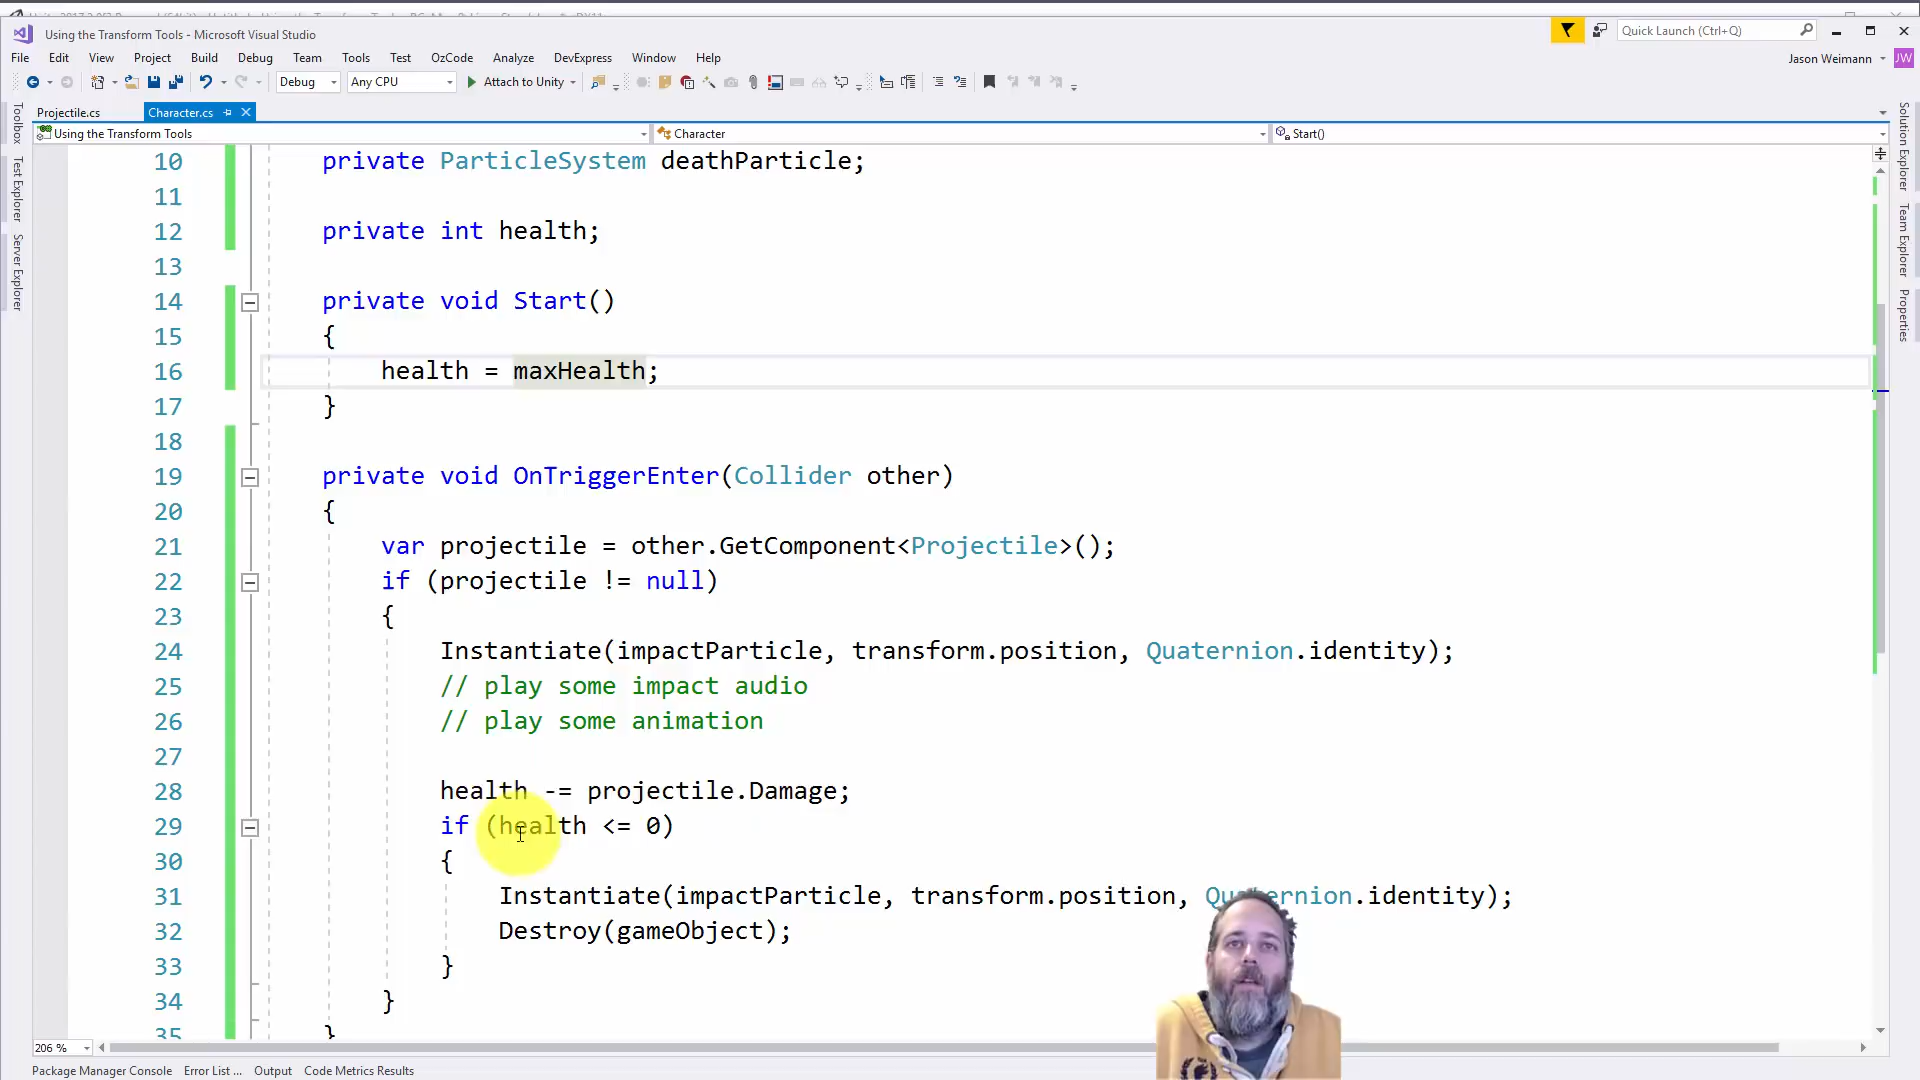 Using the Transform Tools - Microsoft Visual Studio
Quick Launch (Ctrl+Q)
File Edit View Project Build Debug Team Tools Test OzCode Analyze DevExpress Window Help
Jason Weimann JW
Debug Any CPU Attach to Unity
Projectile.cs Character.cs
Using the Transform Tools Character Start()
Toolbox
Test Explorer
Server Explorer
Solution Explorer
Team Explorer
Properties
10 private ParticleSystem deathParticle;
11
12 private int health;
13
14 private void Start()
15 {
16 health = maxHealth;
17 }
18
19 private void OnTriggerEnter(Collider other)
20 {
21 var projectile = other.GetComponent<Projectile>();
22 if (projectile != null)
23 {
24 Instantiate(impactParticle, transform.position, Quaternion.identity);
25 // play some impact audio
26 // play some animation
27
28 health -= projectile.Damage;
29 if (health <= 0)
30 {
31 Instantiate(impactParticle, transform.position, Quaternion.identity);
32 Destroy(gameObject);
33 }
34 }
35 }
206 %
Package Manager Console Error List ... Output Code Metrics Results